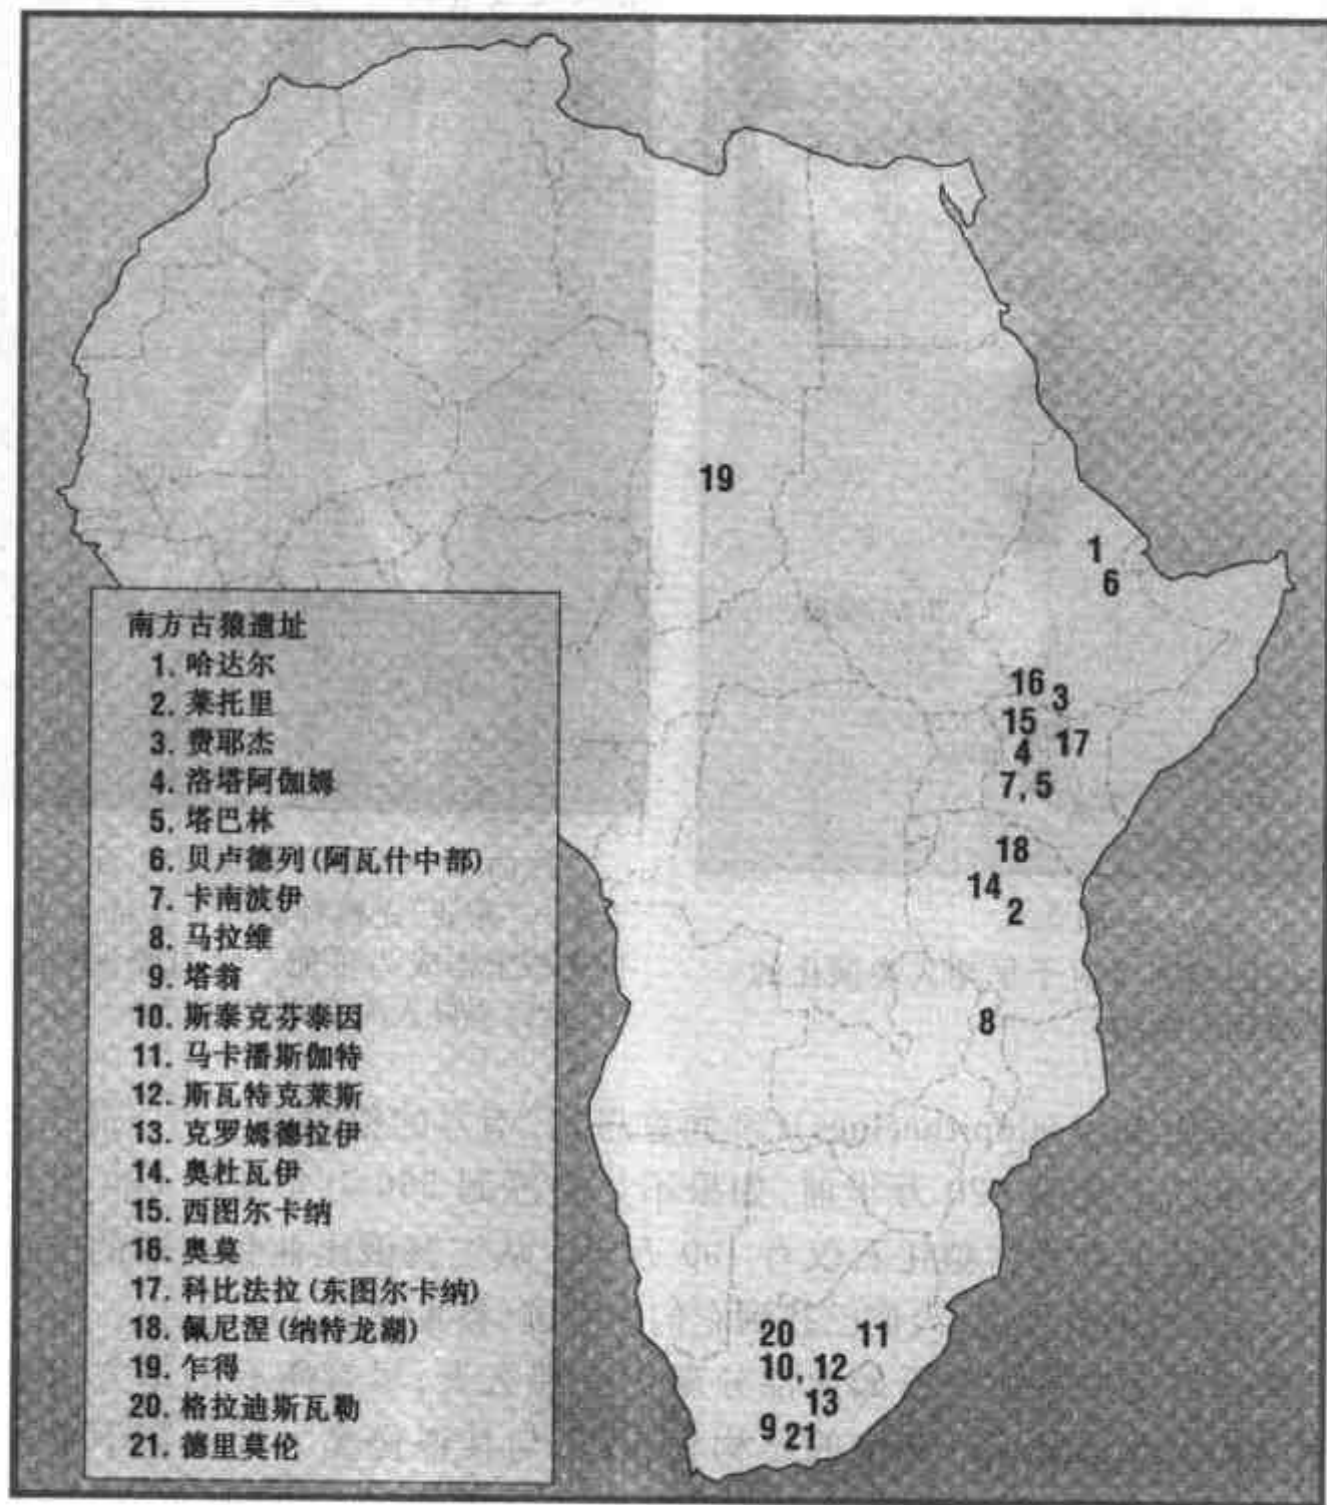 19
1
6
16
3
15
17
4
7, 5
18
14
2
8
20 11
10, 12
13
9
21
南方古猿遗址
1. 哈达尔
2. 莱托里
3. 费耶杰
4. 洛塔阿伽姆
5. 塔巴林
6. 贝卢德列(阿瓦什中部)
7. 卡南波伊
8. 马拉维
9. 塔翁
10. 斯泰克芬泰因
11. 马卡潘斯伽特
12. 斯瓦特克莱斯
13. 克罗姆德拉伊
14. 奥杜瓦伊
15. 西图尔卡纳
16. 奥莫
17. 科比法拉(东图尔卡纳)
18. 佩尼涅(纳特龙湖)
19. 乍得
20. 格拉迪斯瓦勒
21. 德里莫伦